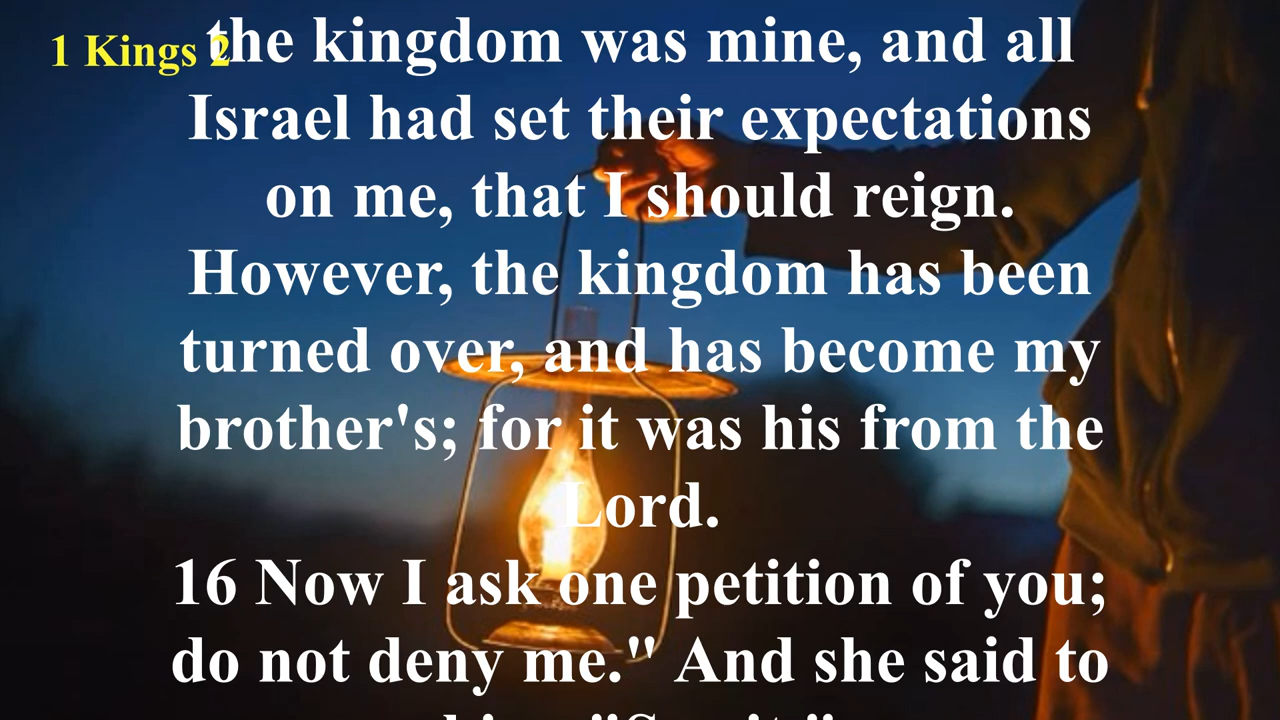 1 Kings 2
the kingdom was mine, and all
Israel had set their expectations
on me, that I should reign.
However, the kingdom has been
turned over, and has become my
brother's; for it was his from the
Lord.
16 Now I ask one petition of you;
do not deny me." And she said to